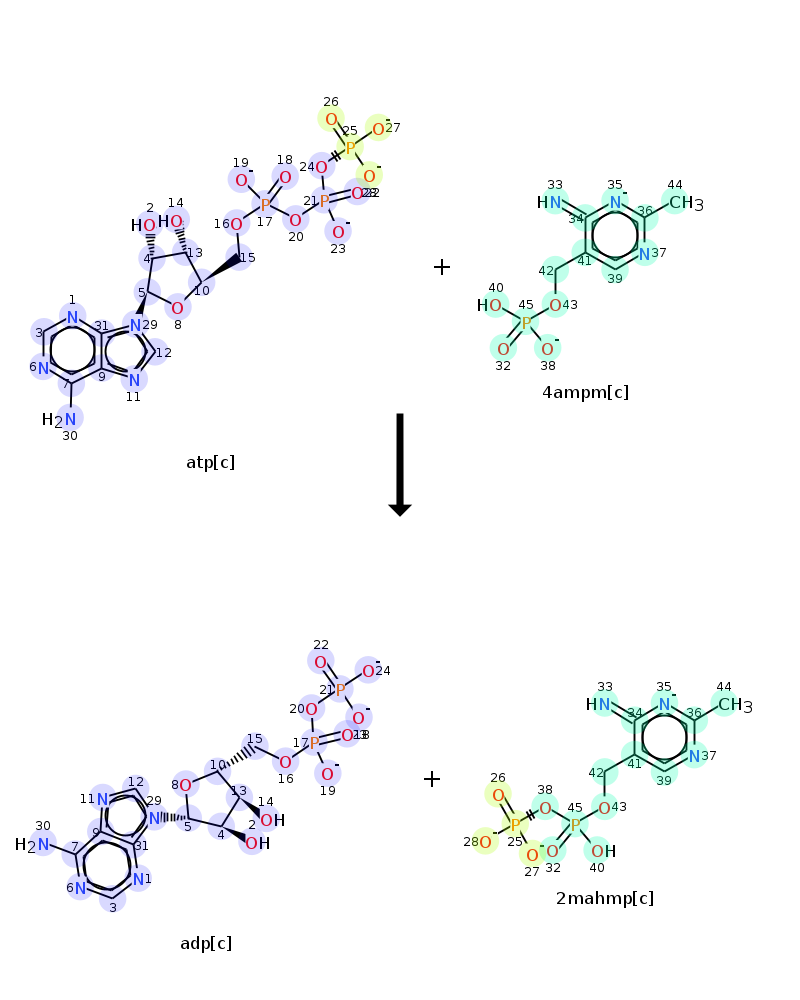 26
25
27
O
O-
P
19
18
24
O-
O
O
O-
2
14
21
28 22
HO
HO
16
O
P
O
P
O
17
20
O-
23
4
13
15
5
10
O
8
1
N
31
N
29
3
12
6
N
7
9
N
11
H2N
30
atp[c]
+
33
35
44
HN
N-
CH3
34
36
41
N
37
42
39
40
45
HO
O
43
P
O
O-
32
38
4ampm[c]
22
O
O-
24
21
P
20
O
O-
15
17
P
O
23 18
10
O
16
O-
19
12
8
O
13
14
11
N
29
OH
30
N
5
4
2
OH
H2N
9
31
7
6
N
N
1
3
adp[c]
+
33
35
44
HN
N-
CH3
34
36
41
N
37
42
39
26
O
38
O
45
O
43
P
P
28
O-
25
O-
O
OH
27
32
40
2mahmp[c]